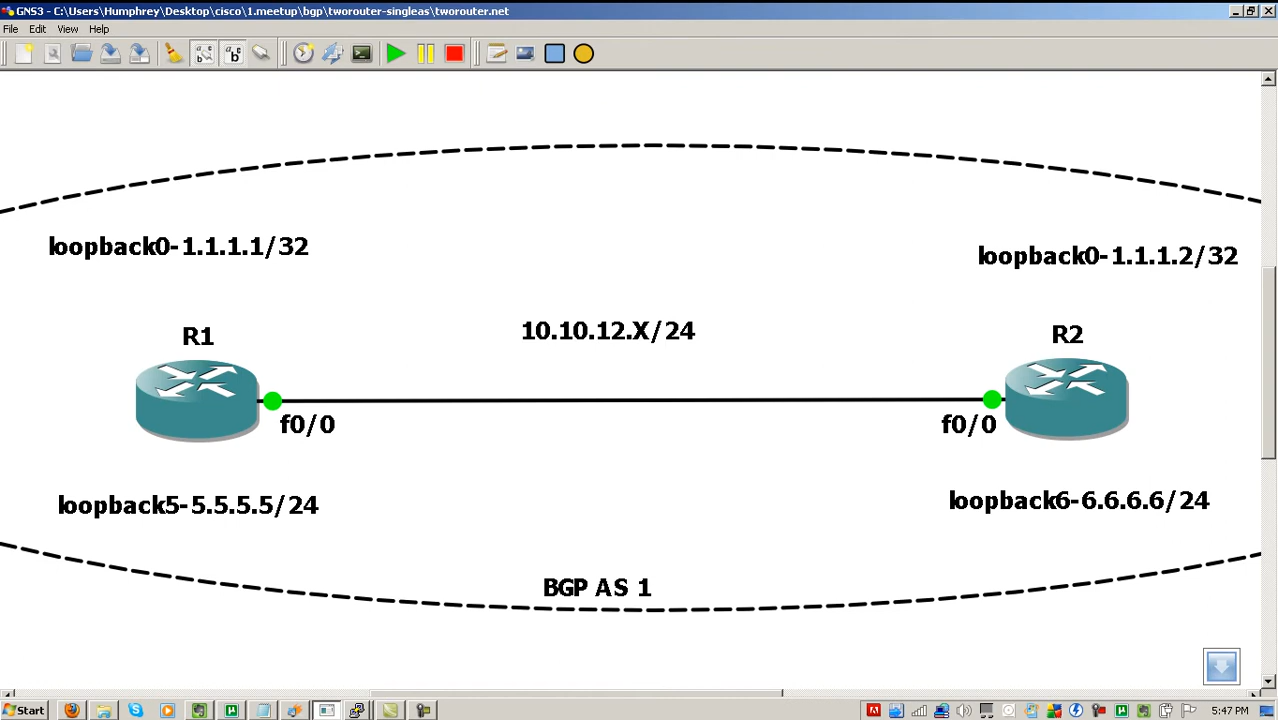 GNS3 - C:\Users\Humphrey\Desktop\cisco\1.meetup\bgp\tworouter-singleas\tworouter.net
File Edit View Help
loopback0-1.1.1.1/32
loopback0-1.1.1.2/32
10.10.12.X/24
R1
R2
f0/0
f0/0
loopback5-5.5.5.5/24
loopback6-6.6.6.6/24
BGP AS 1
Start
5:47 PM